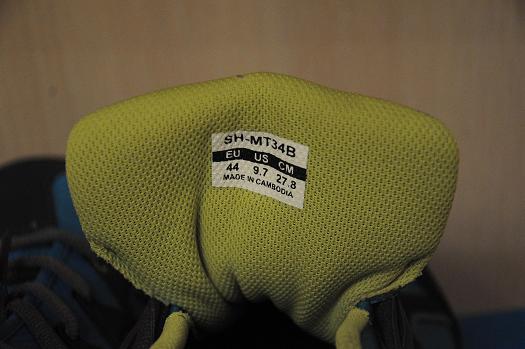 SH-MT34B
EU US CM
44 9.7 27.8
MADE IN CAMBODIA